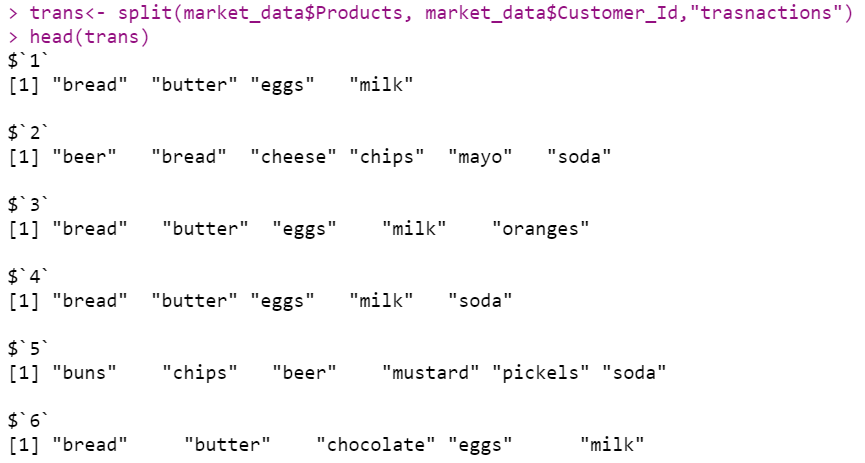 > trans<- split(market_data$Products, market_data$Customer_Id,"trasnactions")
> head(trans)
$`1`
[1] "bread"  "butter" "eggs"   "milk"
$`2`
[1] "beer"   "bread"  "cheese" "chips"  "mayo"   "soda"
$`3`
[1] "bread"   "butter"  "eggs"    "milk"    "oranges"
$`4`
[1] "bread"  "butter" "eggs"   "milk"   "soda"
$`5`
[1] "buns"    "chips"   "beer"    "mustard" "pickels" "soda"
$`6`
[1] "bread"     "butter"    "chocolate" "eggs"      "milk"